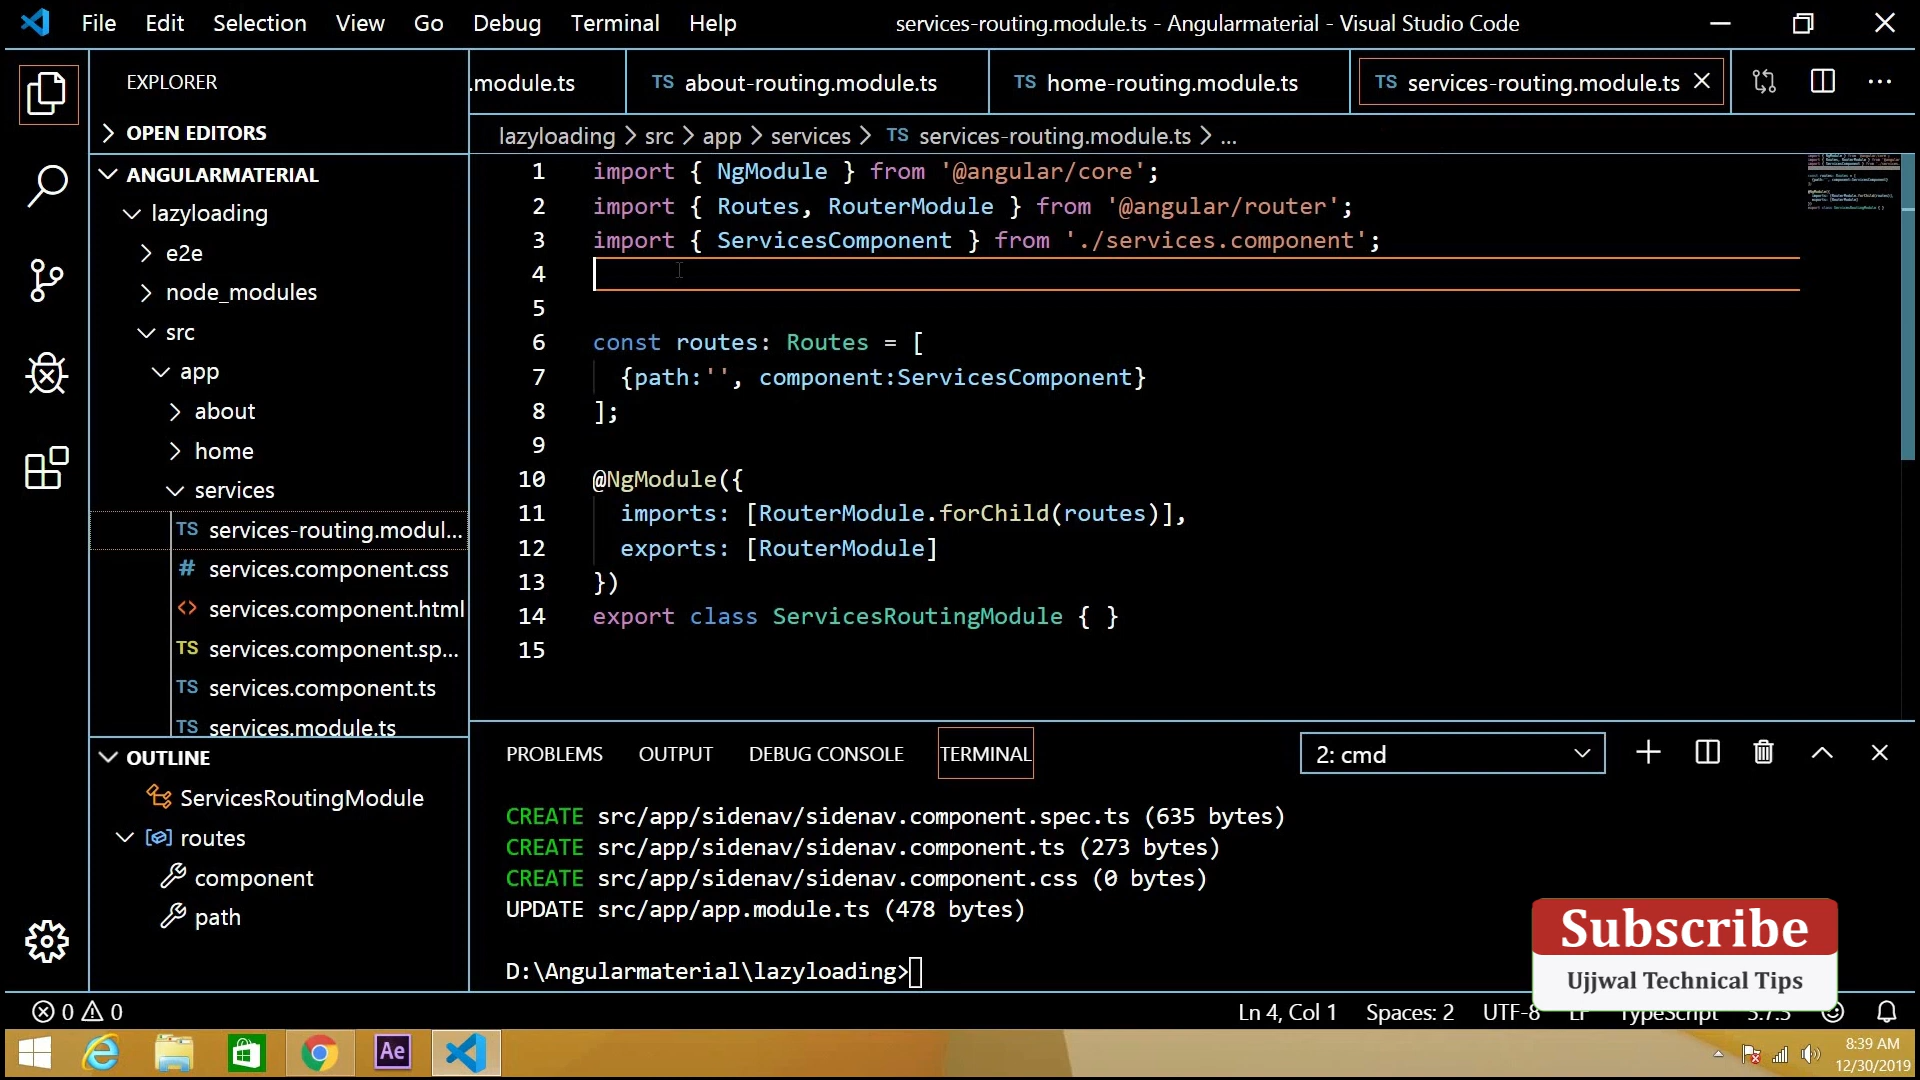 File Edit Selection View Go Debug Terminal Help
services-routing.module.ts - Angularmaterial - Visual Studio Code
EXPLORER
OPEN EDITORS
ANGULARMATERIAL
lazyloading
e2e
node_modules
src
app
about
home
services
TS services-routing.modul...
# services.component.css
<> services.component.html
TS services.component.sp...
TS services.component.ts
TS services.module.ts
OUTLINE
ServicesRoutingModule
routes
component
path
.module.ts
TS about-routing.module.ts
TS home-routing.module.ts
TS services-routing.module.ts
lazyloading > src > app > services > TS services-routing.module.ts > ...
1 import { NgModule } from '@angular/core';
2 import { Routes, RouterModule } from '@angular/router';
3 import { ServicesComponent } from './services.component';
4
5
6 const routes: Routes = [
7 {path:'', component:ServicesComponent}
8 ];
9
10 @NgModule({
11 imports: [RouterModule.forChild(routes)],
12 exports: [RouterModule]
13 })
14 export class ServicesRoutingModule { }
15
PROBLEMS OUTPUT DEBUG CONSOLE TERMINAL
2: cmd
CREATE src/app/sidenav/sidenav.component.spec.ts (635 bytes)
CREATE src/app/sidenav/sidenav.component.ts (273 bytes)
CREATE src/app/sidenav/sidenav.component.css (0 bytes)
UPDATE src/app/app.module.ts (478 bytes)
D:\Angularmaterial\lazyloading>
Subscribe
Ujjwal Technical Tips
0 0
Ln 4, Col 1 Spaces: 2 UTF-8 LF TypeScript 3.7.3
Ae
8:39 AM
12/30/2019